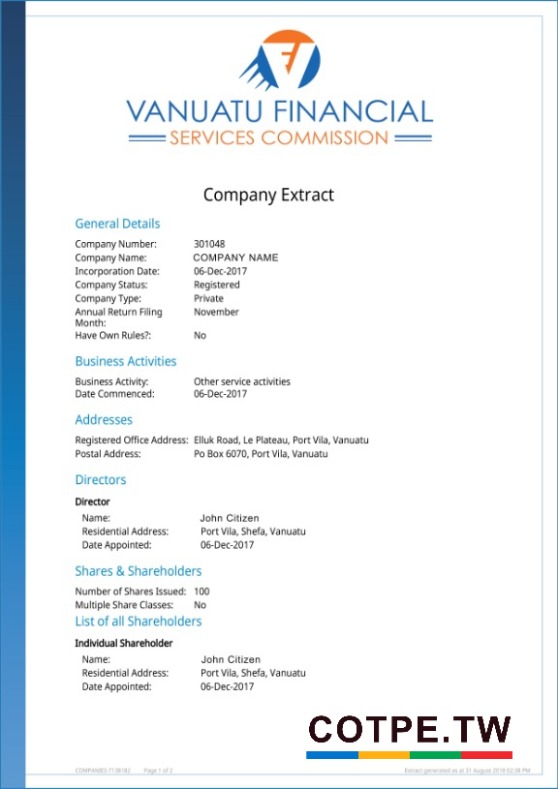 VANUATU FINANCIAL
SERVICES COMMISSION
Company Extract
General Details
Company Number: 301048
Company Name: COMPANY NAME
Incorporation Date: 06-Dec-2017
Company Status: Registered
Company Type: Private
Annual Return Filing November
Month:
Have Own Rules?: No
Business Activities
Business Activity: Other service activities
Date Commenced: 06-Dec-2017
Addresses
Registered Office Address: Elluk Road, Le Plateau, Port Vila, Vanuatu
Postal Address: Po Box 6070, Port Vila, Vanuatu
Directors
Director
Name: John Citizen
Residential Address: Port Vila, Shefa, Vanuatu
Date Appointed: 06-Dec-2017
Shares & Shareholders
Number of Shares Issued: 100
Multiple Share Classes: No
List of all Shareholders
Individual Shareholder
Name: John Citizen
Residential Address: Port Vila, Shefa, Vanuatu
Date Appointed: 06-Dec-2017
COTPE.TW
Page 1 of 2
Extract generated as at 31 August 2018 02:38 PM